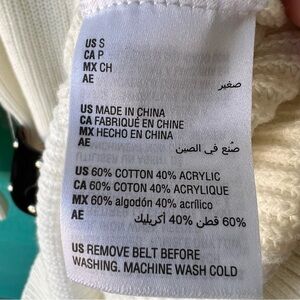 US S
CA P
MX CH
AE صغير
US MADE IN CHINA
CA FABRIQUÉ EN CHINE
MX HECHO EN CHINA
AE صُنع في الصين
US 60% COTTON 40% ACRYLIC
CA 60% COTON 40% ACRYLIQUE
MX 60% algodón 40% acrílico
AE 60% قطن 40% أكريليك
US REMOVE BELT BEFORE
WASHING. MACHINE WASH COLD